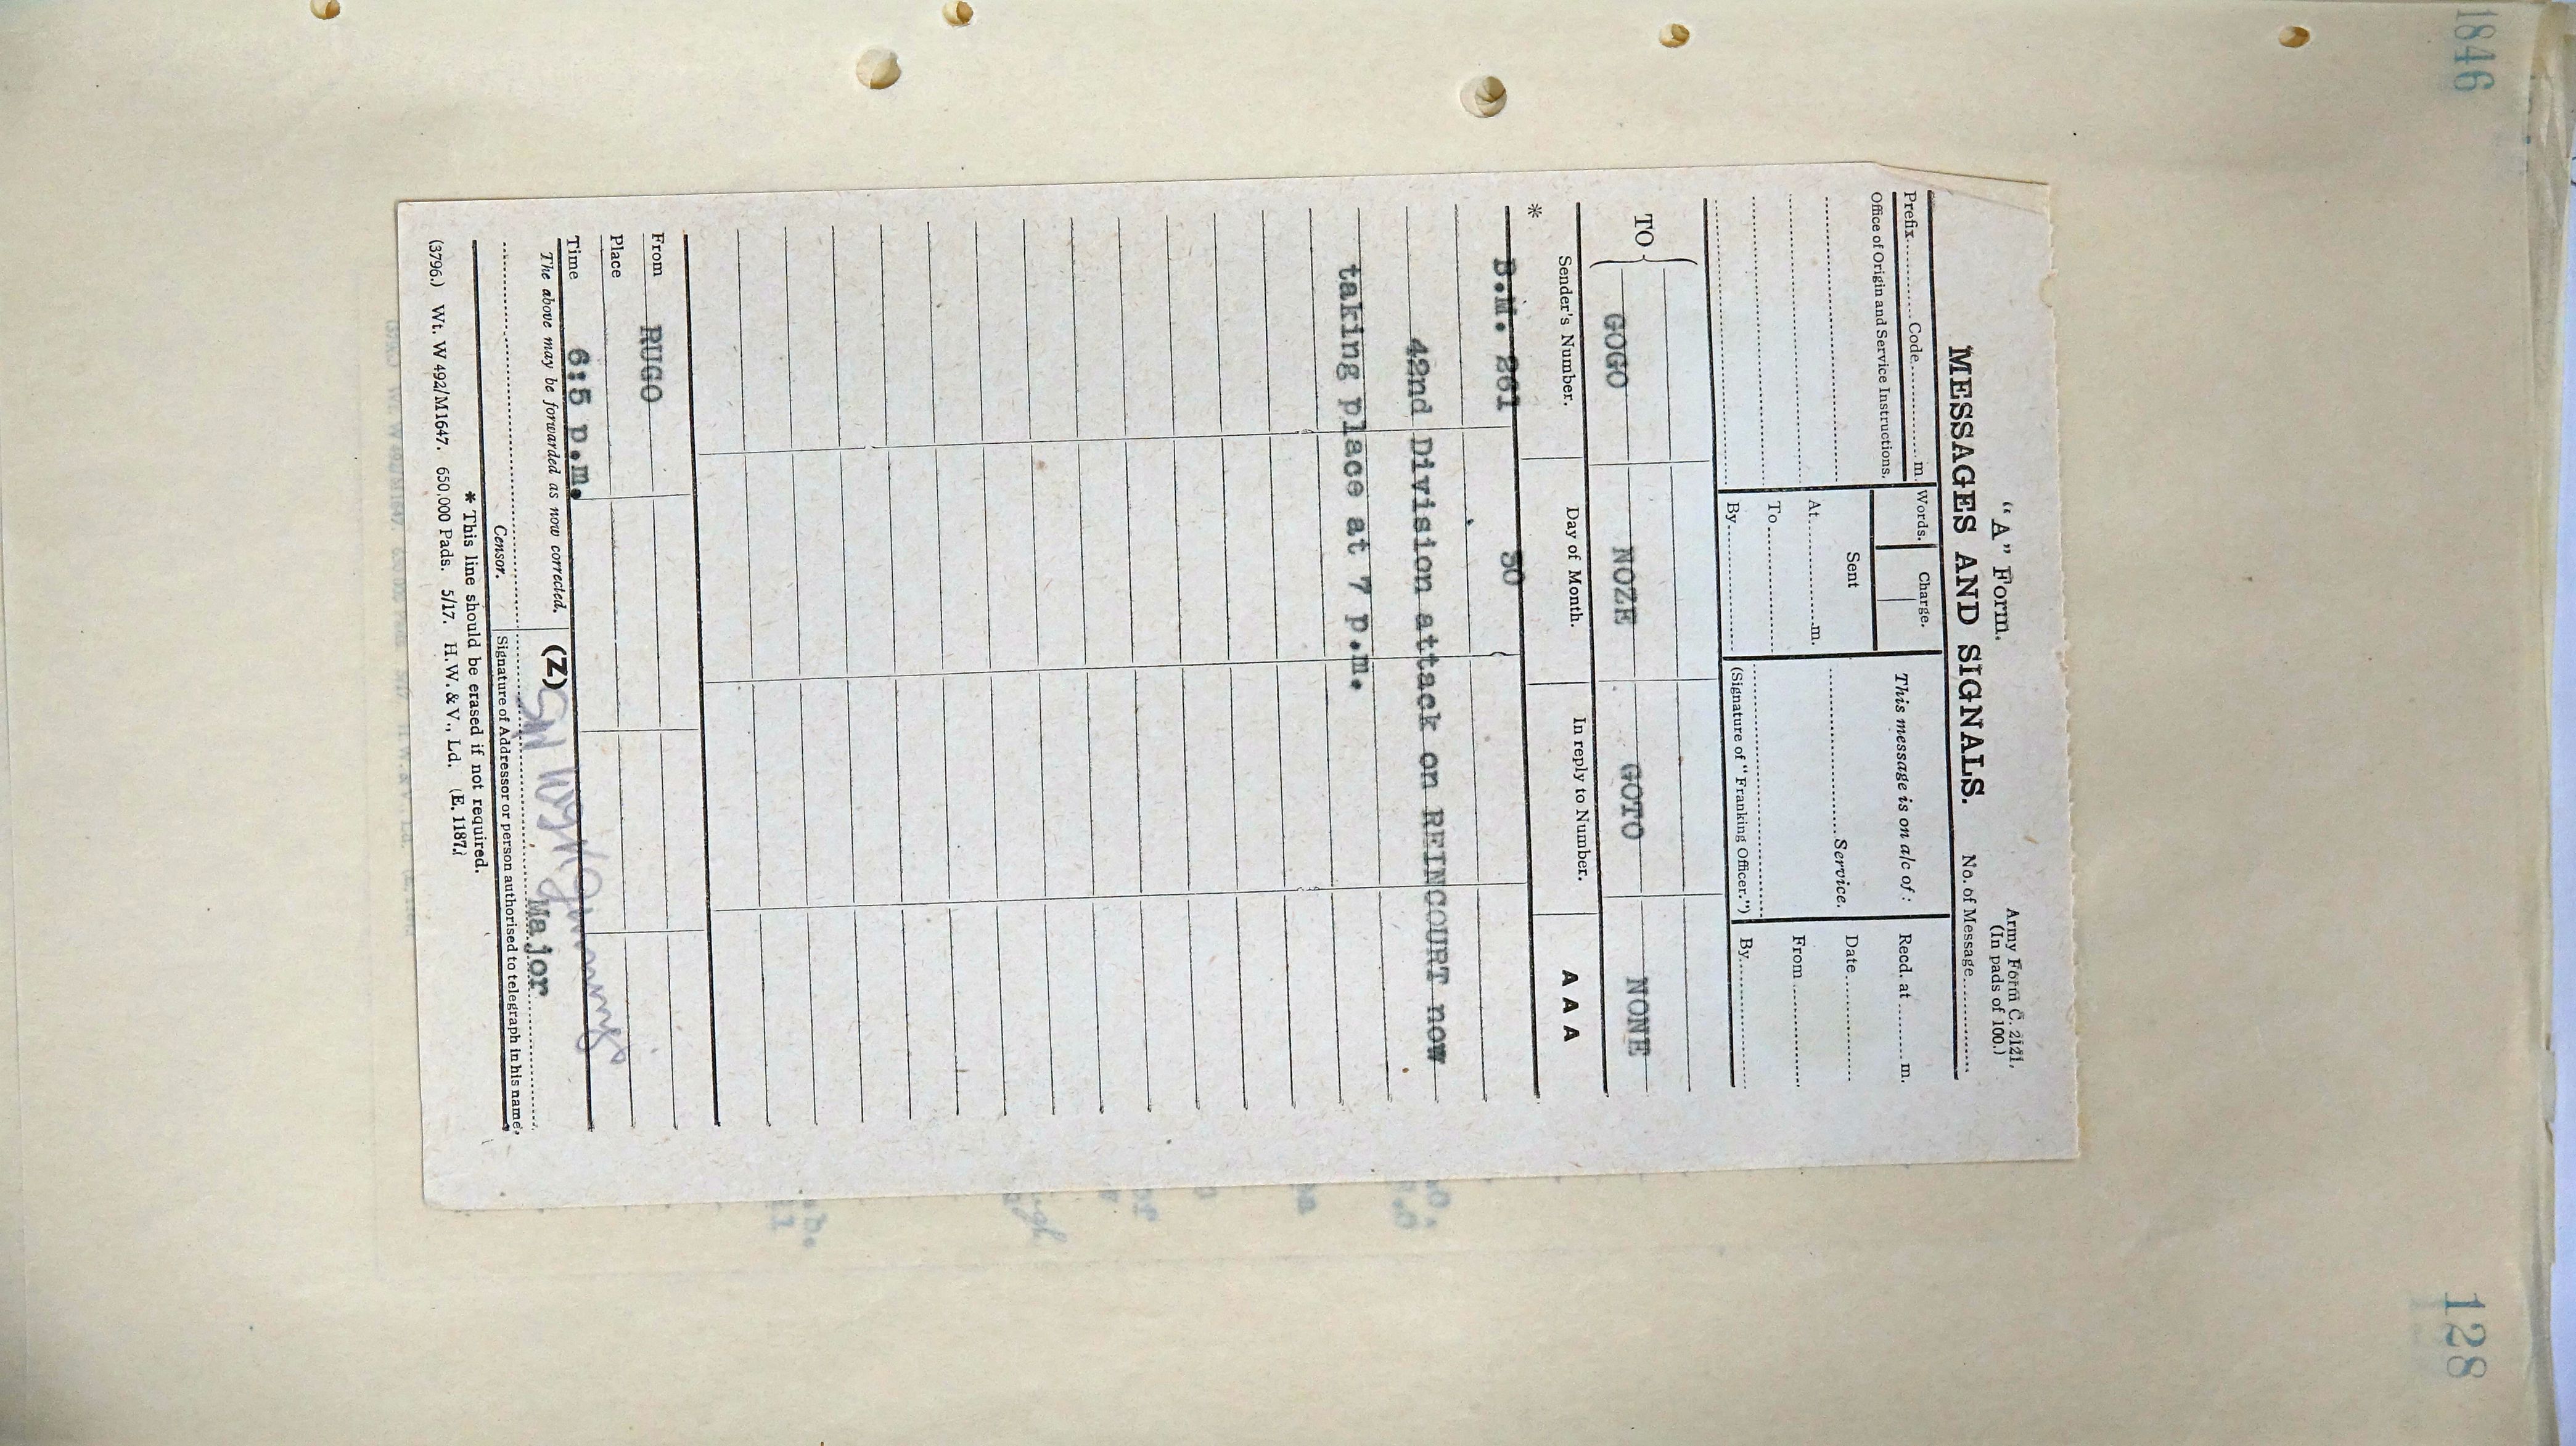 1846
128
"A" Form.
Army Form C. 2121.
(In pads of 100.)
MESSAGES AND SIGNALS.
No. of Message............
Prefix............ Code............ m.
Words.
Charge.
This message is on a/c of :
Recd. at ......... m.
Office of Origin and Service Instructions.
Sent
At............m.
............Service.
Date............
To............
From............
By............
(Signature of "Franking Officer.")
By............
TO
GOGO NOZE GOTO NONE
Sender's Number. Day of Month. In reply to Number. A A A
* B.M. 261 30
42nd Division attack on REINCOURT now
taking place at 7 p.m.
From RUGO
Place
Time 6:5 p.m.
The above may be forwarded as now corrected. (Z)
Major
Censor. Signature of Addressor or person authorised to telegraph in his name.
* This line should be erased if not required.
(3796.) Wt. W 492/M1647. 650,000 Pads. 5/17. H.W. & V., Ld. (E. 1187.)